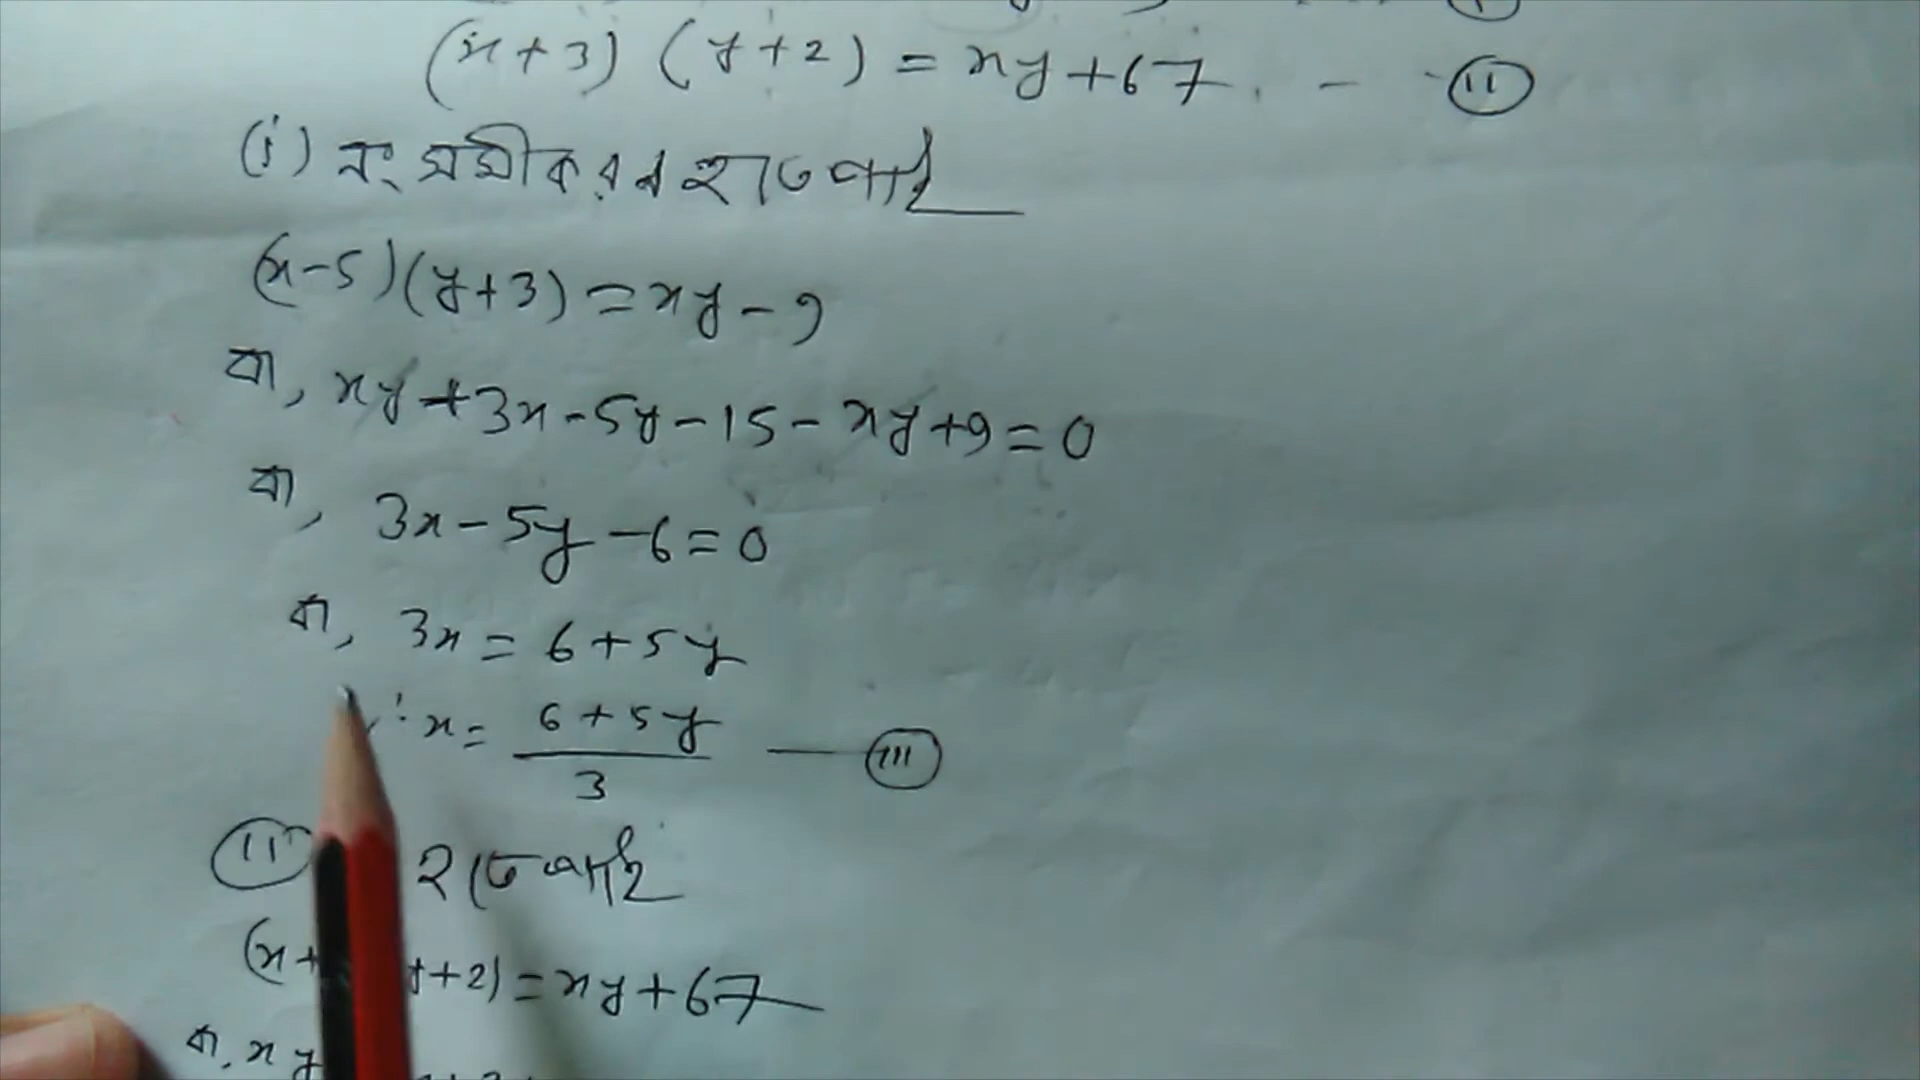 (x+3) (y+2) = xy+67 - - (ii)
(i) নং সমীকরণ হতে পাই
(x-5)(y+3) = xy-9
বা, xy+3x-5y-15-xy+9=0
বা, 3x-5y-6=0
বা, 3x = 6+5y
∴ x = 6+5y/3 — (iii)
(ii) হতে পাই
(x+ y+2) = xy+67
বা, xy